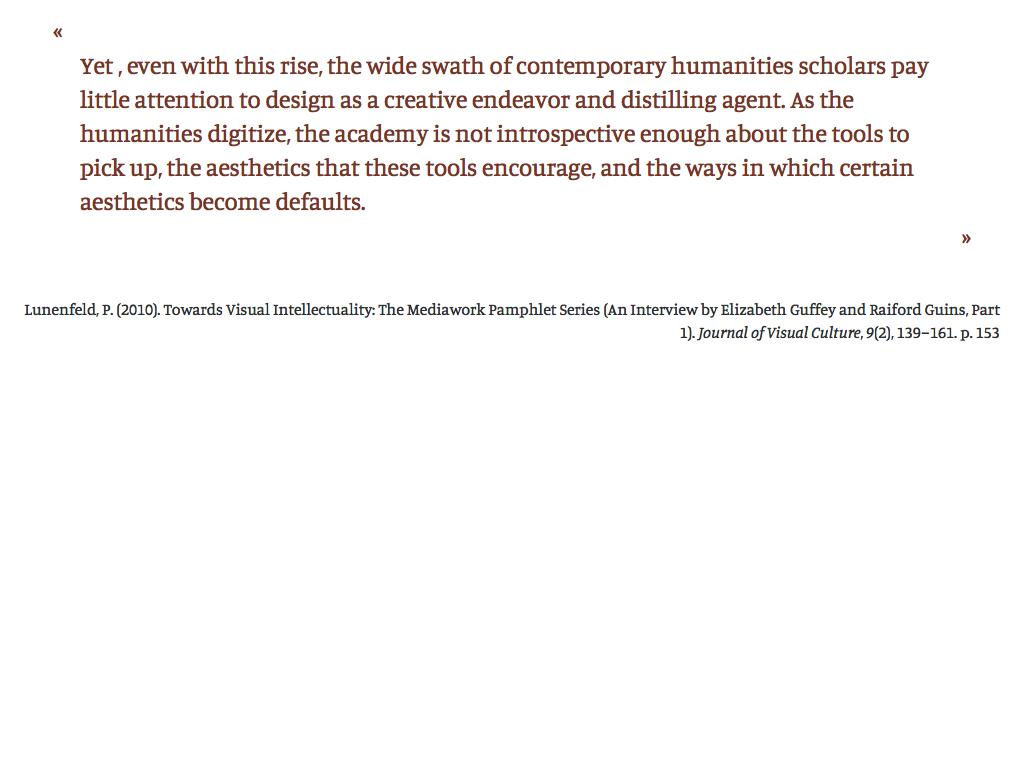 «
Yet , even with this rise, the wide swath of contemporary humanities scholars pay
little attention to design as a creative endeavor and distilling agent. As the
humanities digitize, the academy is not introspective enough about the tools to
pick up, the aesthetics that these tools encourage, and the ways in which certain
aesthetics become defaults.
»
Lunenfeld, P. (2010). Towards Visual Intellectuality: The Mediawork Pamphlet Series (An Interview by Elizabeth Guffey and Raiford Guins, Part
1). Journal of Visual Culture, 9(2), 139–161. p. 153